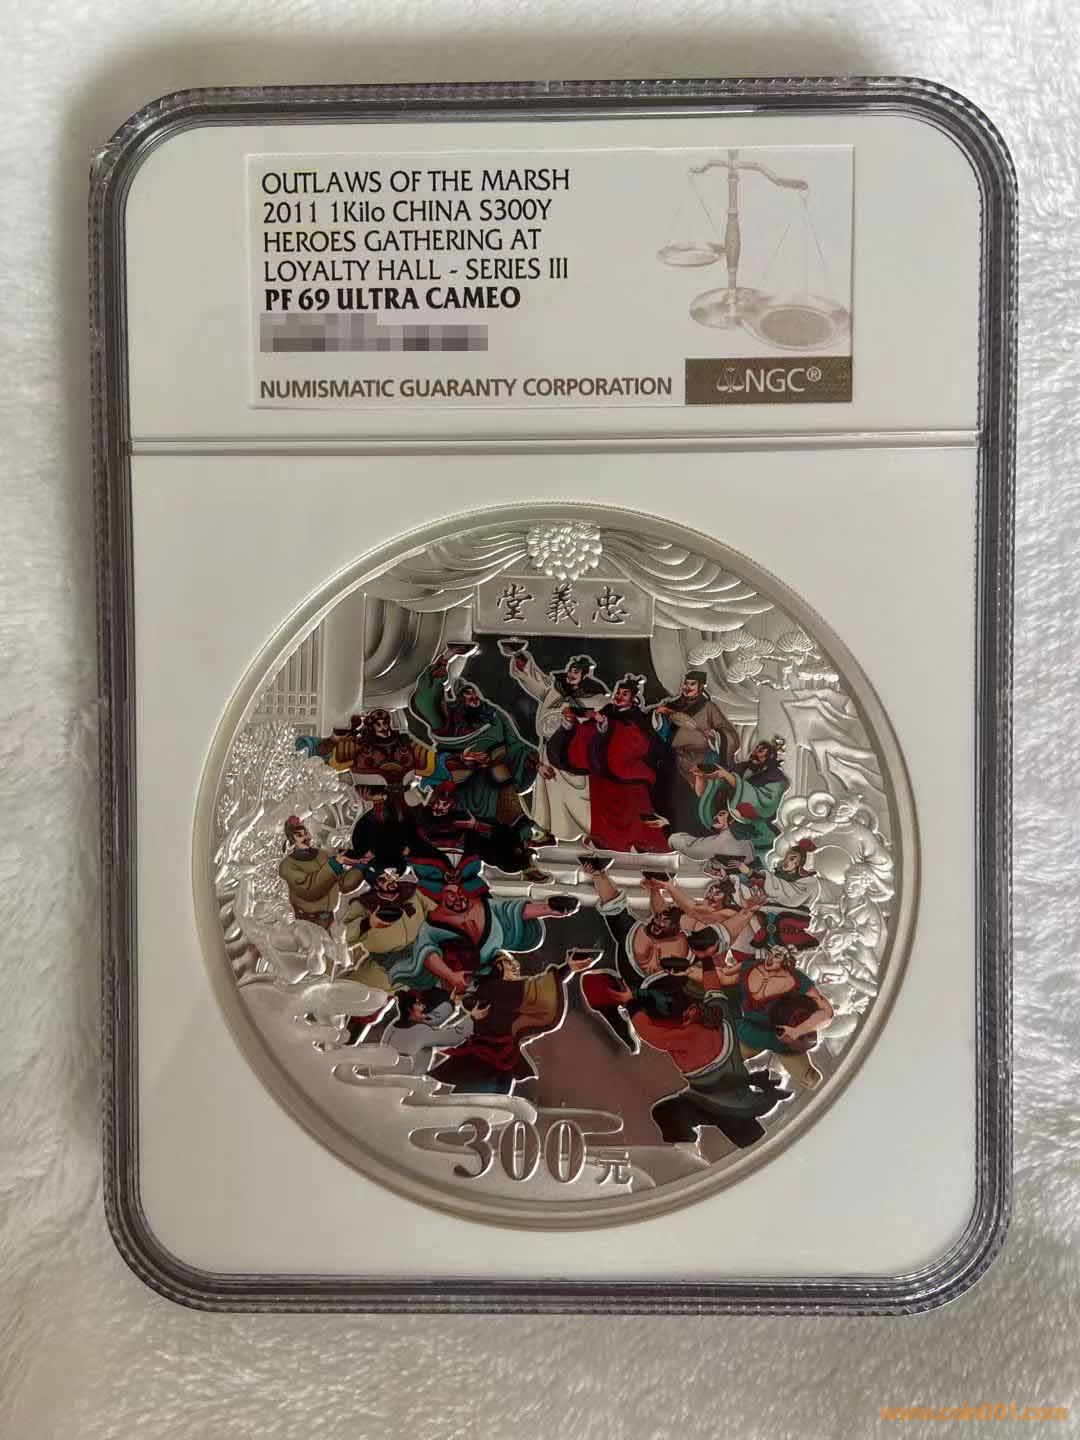 OUTLAWS OF THE MARSH
2011 1Kilo CHINA S300Y
HEROES GATHERING AT
LOYALTY HALL - SERIES III
PF 69 ULTRA CAMEO
NUMISMATIC GUARANTY CORPORATION
NGC®
堂義忠
300元
www.coin001.com